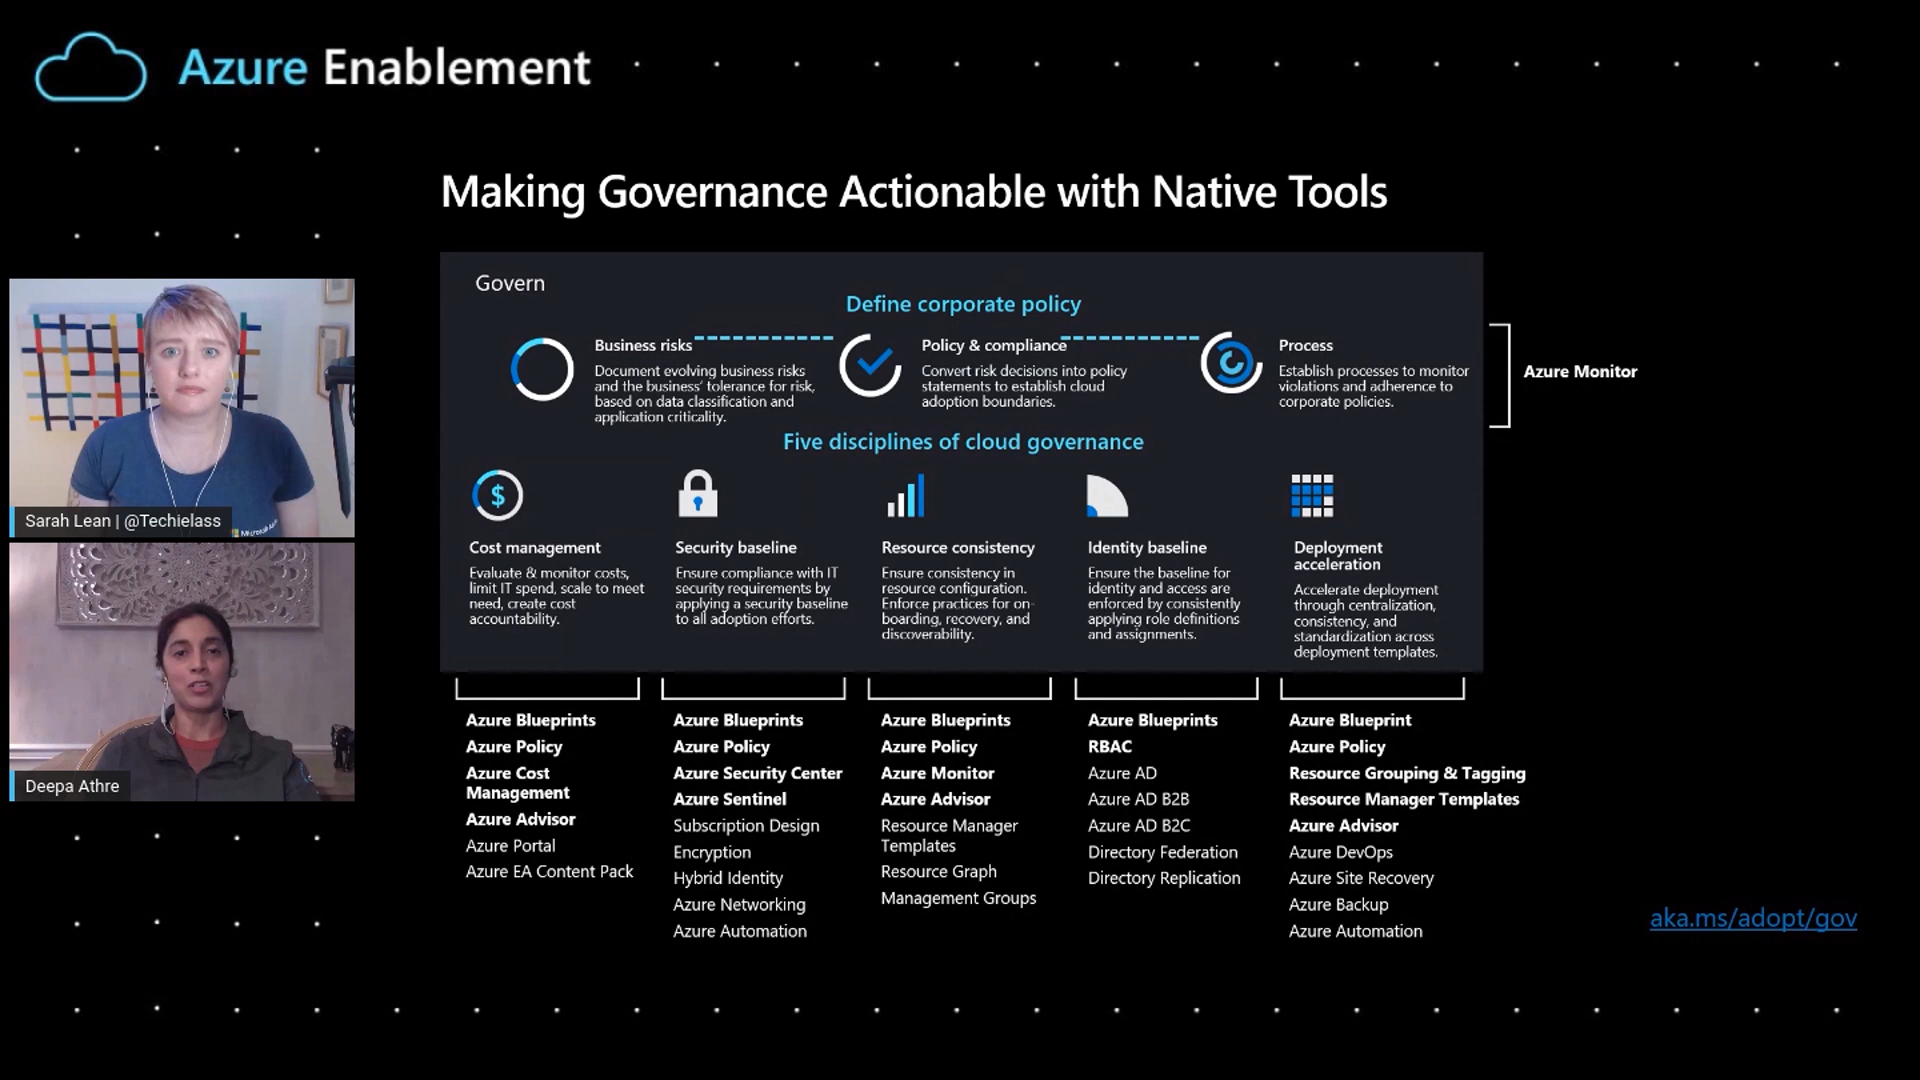 Azure Enablement
Making Governance Actionable with Native Tools
Govern
Define corporate policy
Business risks
Document evolving business risks
and the business' tolerance for risk,
based on data classification and
application criticality.
Policy & compliance
Convert risk decisions into policy
statements to establish cloud
adoption boundaries.
Process
Establish processes to monitor
violations and adherence to
corporate policies.
Azure Monitor
Five disciplines of cloud governance
$
Cost management
Evaluate & monitor costs,
limit IT spend, scale to meet
need, create cost
accountability.
Security baseline
Ensure compliance with IT
security requirements by
applying a security baseline
to all adoption efforts.
Resource consistency
Ensure consistency in
resource configuration.
Enforce practices for on-
boarding, recovery, and
discoverability.
Identity baseline
Ensure the baseline for
identity and access are
enforced by consistently
applying role definitions
and assignments.
Deployment
acceleration
Accelerate deployment
through centralization,
consistency, and
standardization across
deployment templates.
Azure Blueprints
Azure Policy
Azure Cost
Management
Azure Advisor
Azure Portal
Azure EA Content Pack
Azure Blueprints
Azure Policy
Azure Security Center
Azure Sentinel
Subscription Design
Encryption
Hybrid Identity
Azure Networking
Azure Automation
Azure Blueprints
Azure Policy
Azure Monitor
Azure Advisor
Resource Manager
Templates
Resource Graph
Management Groups
Azure Blueprints
RBAC
Azure AD
Azure AD B2B
Azure AD B2C
Directory Federation
Directory Replication
Azure Blueprint
Azure Policy
Resource Grouping & Tagging
Resource Manager Templates
Azure Advisor
Azure DevOps
Azure Site Recovery
Azure Backup
Azure Automation
aka.ms/adopt/gov
Sarah Lean | @Techielass
Deepa Athre